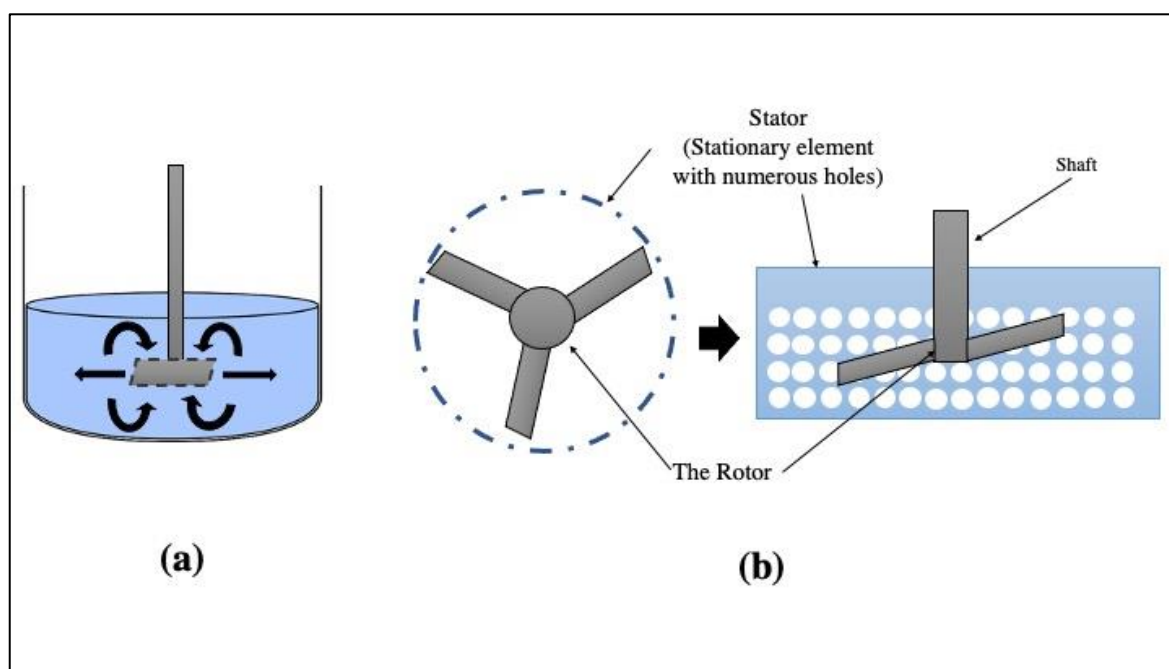 Stator
(Stationary element
with numerous holes)
Shaft
The Rotor
(a)
(b)